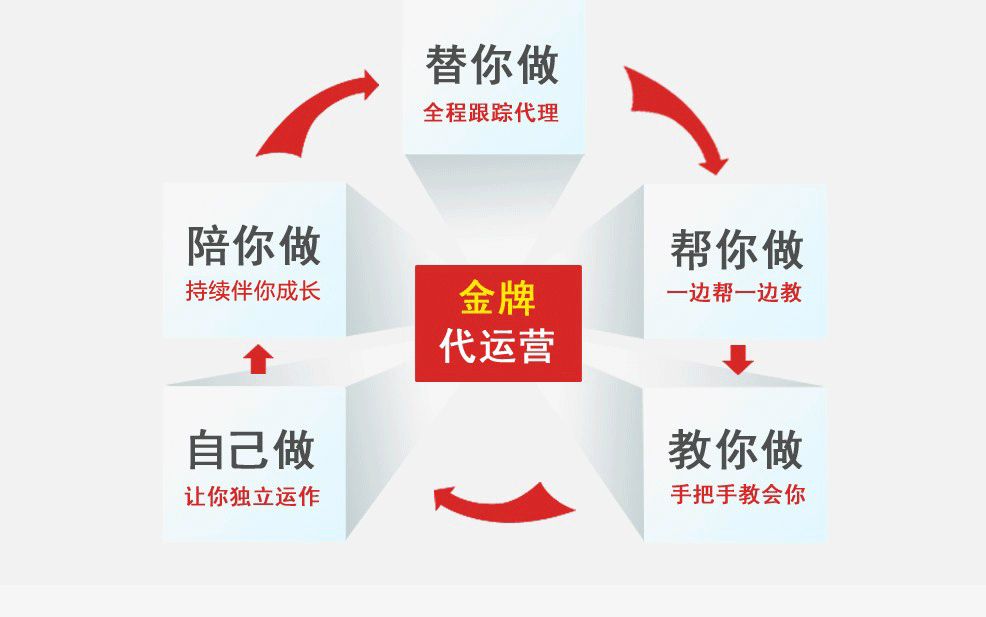 替你做
全程跟踪代理
陪你做
持续伴你成长
帮你做
一边帮一边教
金牌
代运营
自己做
让你独立运作
教你做
手把手教会你